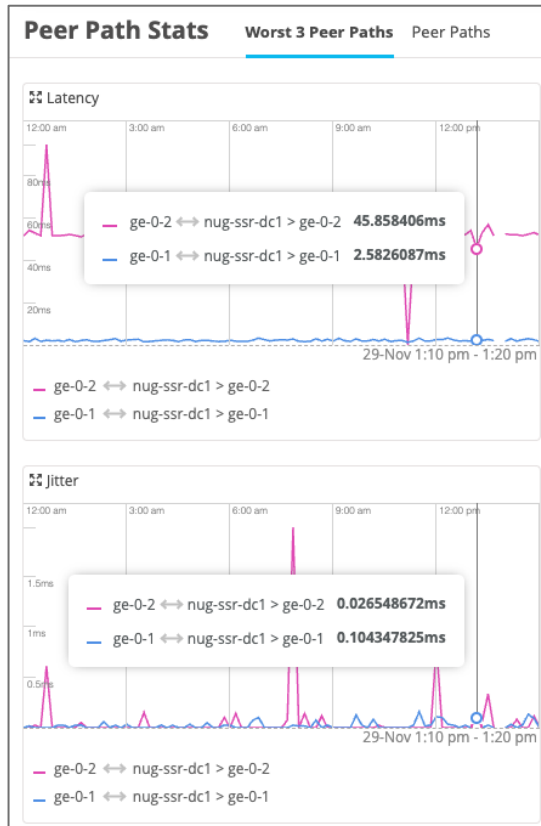 Peer Path Stats Worst 3 Peer Paths Peer Paths
Latency
12:00 am 3:00 am 6:00 am 9:00 am 12:00 pm
80ms
60ms
ge-0-2 nug-ssr-dc1 > ge-0-2 45.858406ms
ge-0-1 nug-ssr-dc1 > ge-0-1 2.5826087ms
40ms
20ms
29-Nov 1:10 pm - 1:20 pm
ge-0-2 nug-ssr-dc1 > ge-0-2
ge-0-1 nug-ssr-dc1 > ge-0-1
Jitter
12:00 am 3:00 am 6:00 am 9:00 am 12:00 pm
1.5ms
ge-0-2 nug-ssr-dc1 > ge-0-2 0.026548672ms
1ms
ge-0-1 nug-ssr-dc1 > ge-0-1 0.104347825ms
0.5ms
29-Nov 1:10 pm - 1:20 pm
ge-0-2 nug-ssr-dc1 > ge-0-2
ge-0-1 nug-ssr-dc1 > ge-0-1